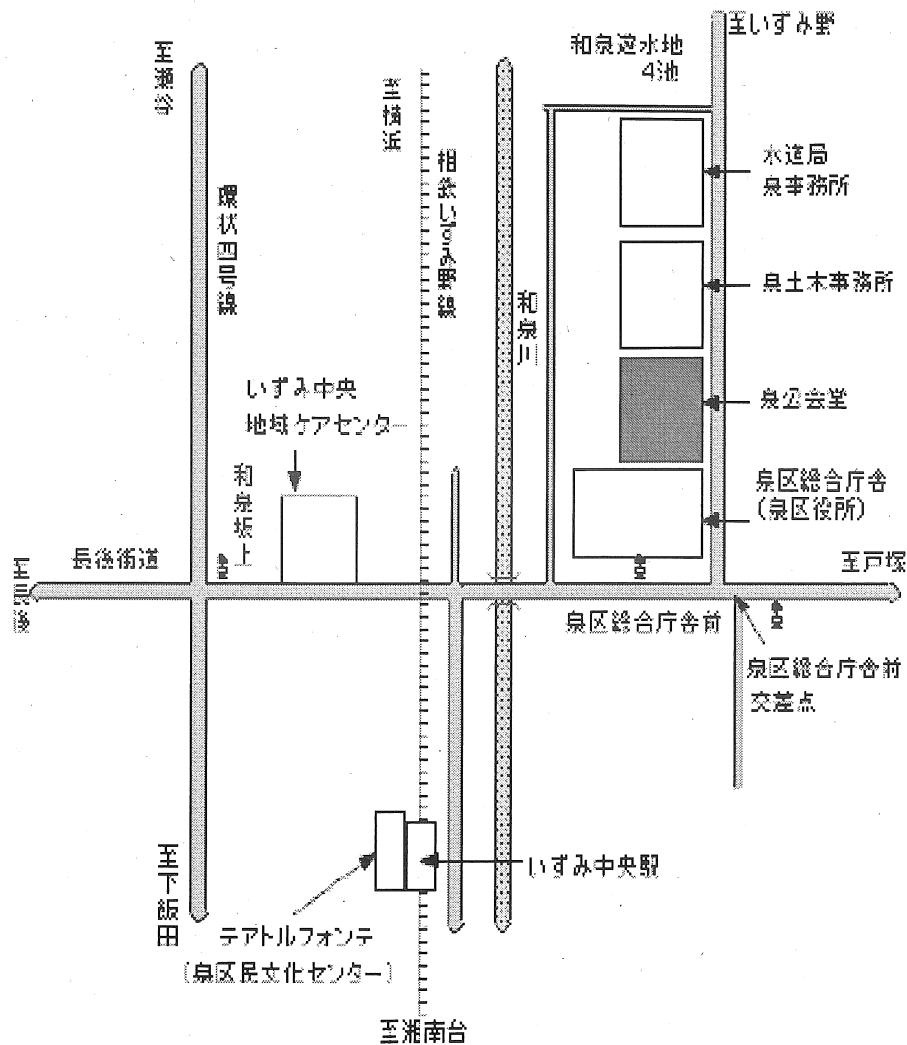 至いずみ野
和泉遊水地
4池
至瀬谷
至横浜
水道局
泉事務所
相鉄いずみ野線
環状四号線
泉土木事務所
和泉川
いずみ中央
地域ケアセンター
泉公会堂
和泉坂上
泉区総合庁舎
(泉区役所)
長後街道
至戸塚
至長後
泉区総合庁舎前
泉区総合庁舎前
交差点
至下飯田
いずみ中央駅
テアトルフォンテ
(泉区民文化センター)
至湘南台